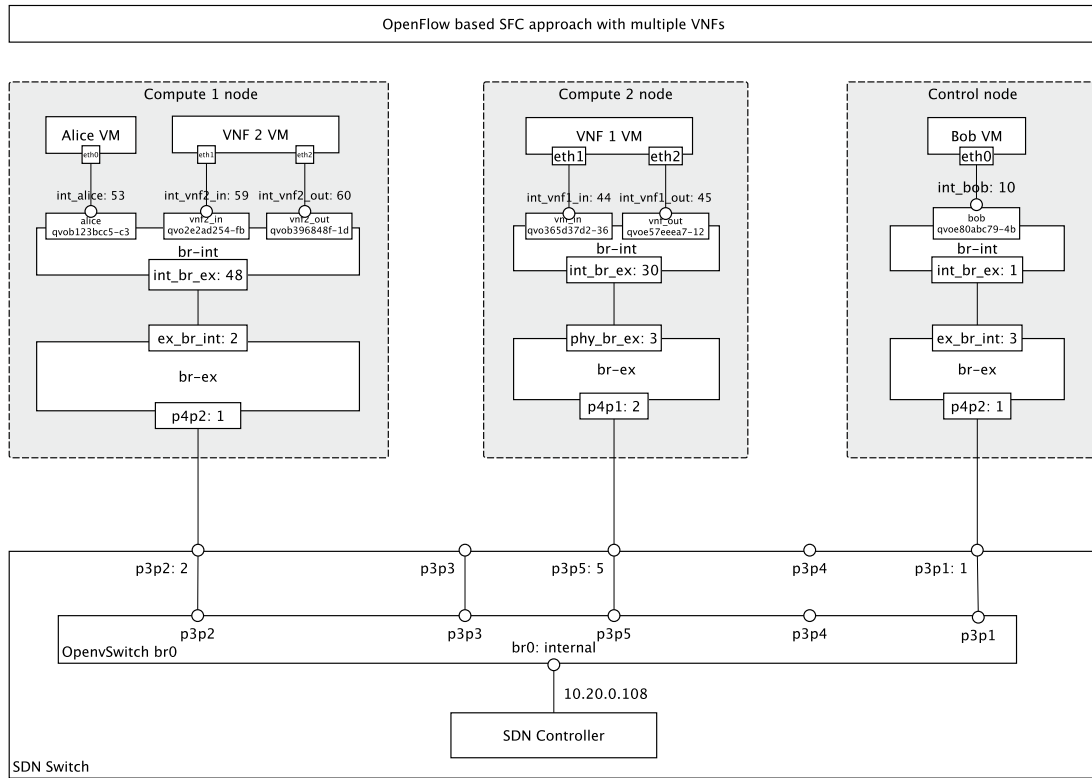 OpenFlow based SFC approach with multiple VNFs
Compute 1 node
Compute 2 node
Control node
Alice VM
VNF 2 VM
VNF 1 VM
Bob VM
eth0
eth1
eth2
eth1
eth2
eth0
int_alice: 53
int_vnf2_in: 59
int_vnf2_out: 60
int_vnf1_in: 44
int_vnf1_out: 45
int_bob: 10
alice
qvob123bcc5-c3
vnf2_in
qvo2e2ad254-fb
vnf2_out
qvob396848f-1d
vnf_in
qvo365d37d2-36
vnf_out
qvoe57eeea7-12
bob
qvoe80abc79-4b
br-int
br-int
br-int
int_br_ex: 48
int_br_ex: 30
int_br_ex: 1
ex_br_int: 2
phy_br_ex: 3
ex_br_int: 3
br-ex
br-ex
br-ex
p4p2: 1
p4p1: 2
p4p2: 1
p3p2: 2
p3p3
p3p5: 5
p3p4
p3p1: 1
p3p2
p3p3
p3p5
p3p4
p3p1
OpenvSwitch br0
br0: internal
10.20.0.108
SDN Controller
SDN Switch